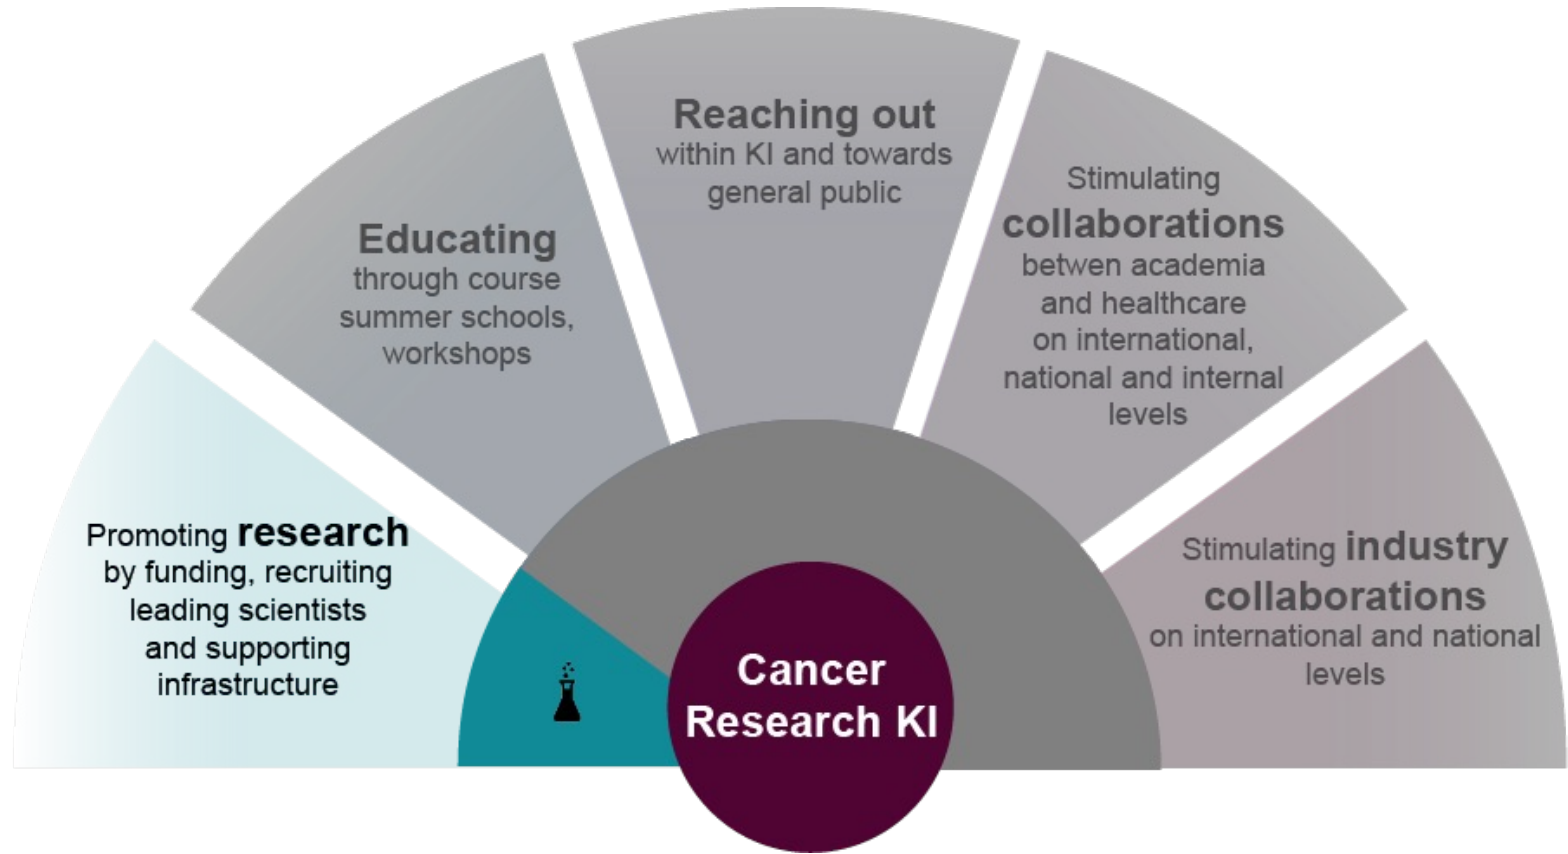 Promoting research
by funding, recruiting
leading scientists
and supporting
infrastructure
Educating
through course
summer schools,
workshops
Reaching out
within KI and towards
general public
Stimulating
collaborations
betwen academia
and healthcare
on international,
national and internal
levels
Stimulating industry
collaborations
on international and national
levels
Cancer
Research KI